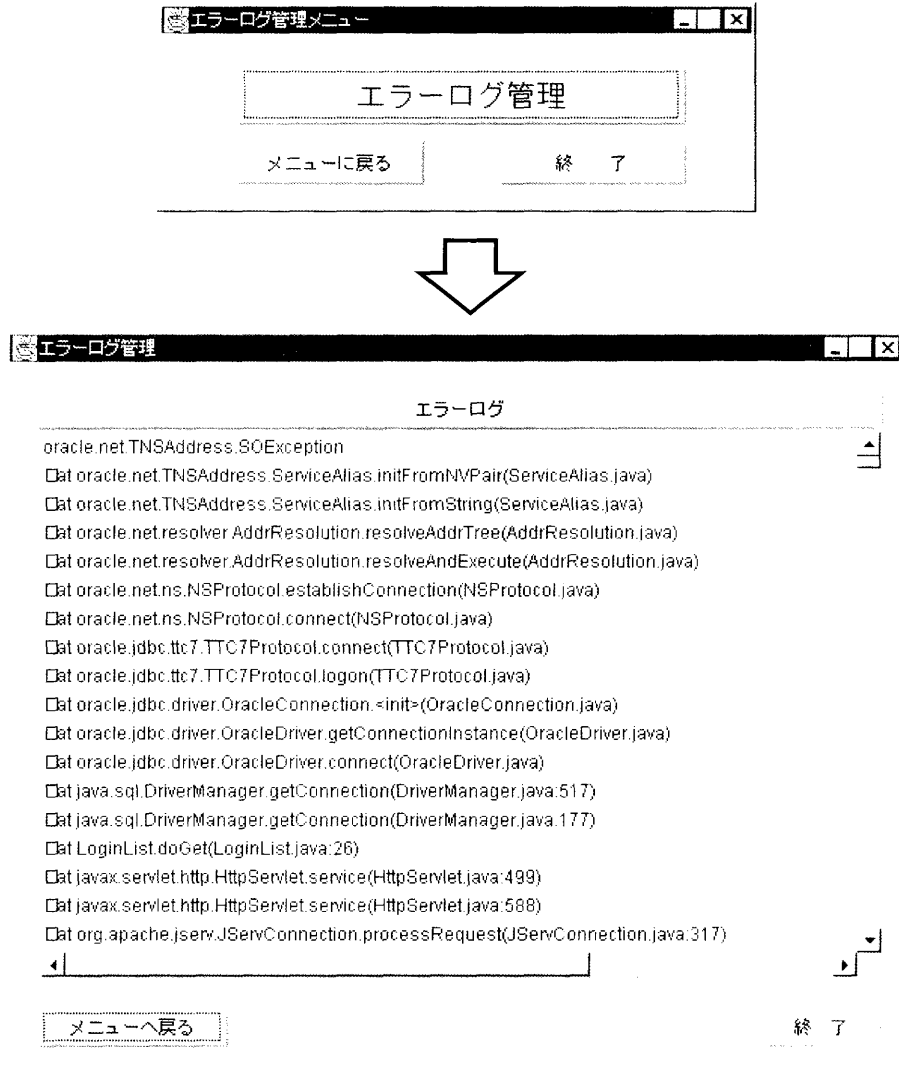 エラーログ管理メニュー
エラーログ管理
メニューに戻る
終 了
エラーログ管理
エラーログ
oracle.net.TNSAddress.SOException
at oracle.net.TNSAddress.ServiceAlias.initFromNVPair(ServiceAlias.java)
at oracle.net.TNSAddress.ServiceAlias.initFromString(ServiceAlias.java)
at oracle.net.resolver.AddrResolution.resolveAddrTree(AddrResolution.java)
at oracle.net.resolver.AddrResolution.resolveAndExecute(AddrResolution.java)
at oracle.net.ns.NSProtocol.establishConnection(NSProtocol.java)
at oracle.net.ns.NSProtocol.connect(NSProtocol.java)
at oracle.jdbc.ttc7.TTC7Protocol.connect(TTC7Protocol.java)
at oracle.jdbc.ttc7.TTC7Protocol.logon(TTC7Protocol.java)
at oracle.jdbc.driver.OracleConnection.<init>(OracleConnection.java)
at oracle.jdbc.driver.OracleDriver.getConnectionInstance(OracleDriver.java)
at oracle.jdbc.driver.OracleDriver.connect(OracleDriver.java)
at java.sql.DriverManager.getConnection(DriverManager.java:517)
at java.sql.DriverManager.getConnection(DriverManager.java:177)
at LoginList.doGet(LoginList.java:26)
at javax.servlet.http.HttpServlet.service(HttpServlet.java:499)
at javax.servlet.http.HttpServlet.service(HttpServlet.java:588)
at org.apache.jserv.JServConnection.processRequest(JServConnection.java:317)
メニューへ戻る
終 了